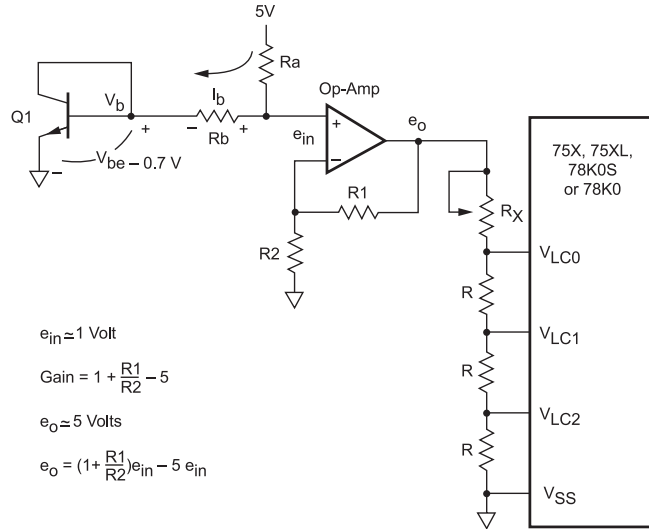 5V
Ra
Op-Amp
Q1
Vb
Ib
− Rb +
+
−
ein
+
−
eo
Vbe – 0.7 V
R1
R2
75X, 75XL,
78K0S
or 78K0
RX
VLC0
R
VLC1
R
VLC2
R
VSS
ein ≃ 1 Volt
Gain = 1 + R1/R2 – 5
eo ≃ 5 Volts
eo = (1+ R1/R2)ein – 5 ein